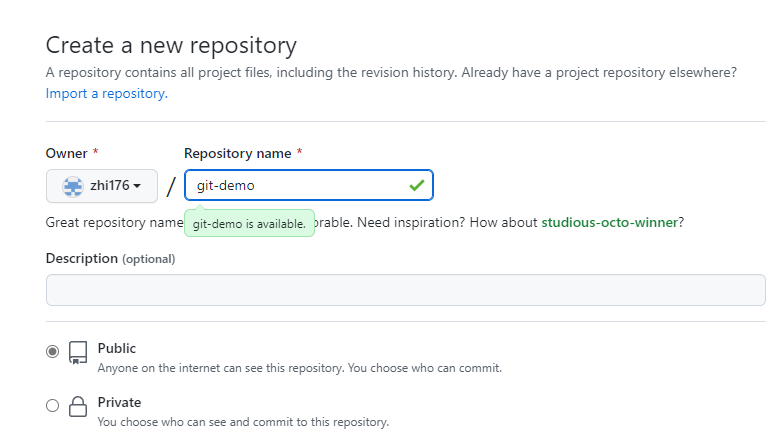 Create a new repository
A repository contains all project files, including the revision history. Already have a project repository elsewhere?
Import a repository.
Owner *
Repository name *
zhi176
/
git-demo
Great repository name
git-demo is available.
orable. Need inspiration? How about studious-octo-winner?
Description (optional)
Public
Anyone on the internet can see this repository. You choose who can commit.
Private
You choose who can see and commit to this repository.